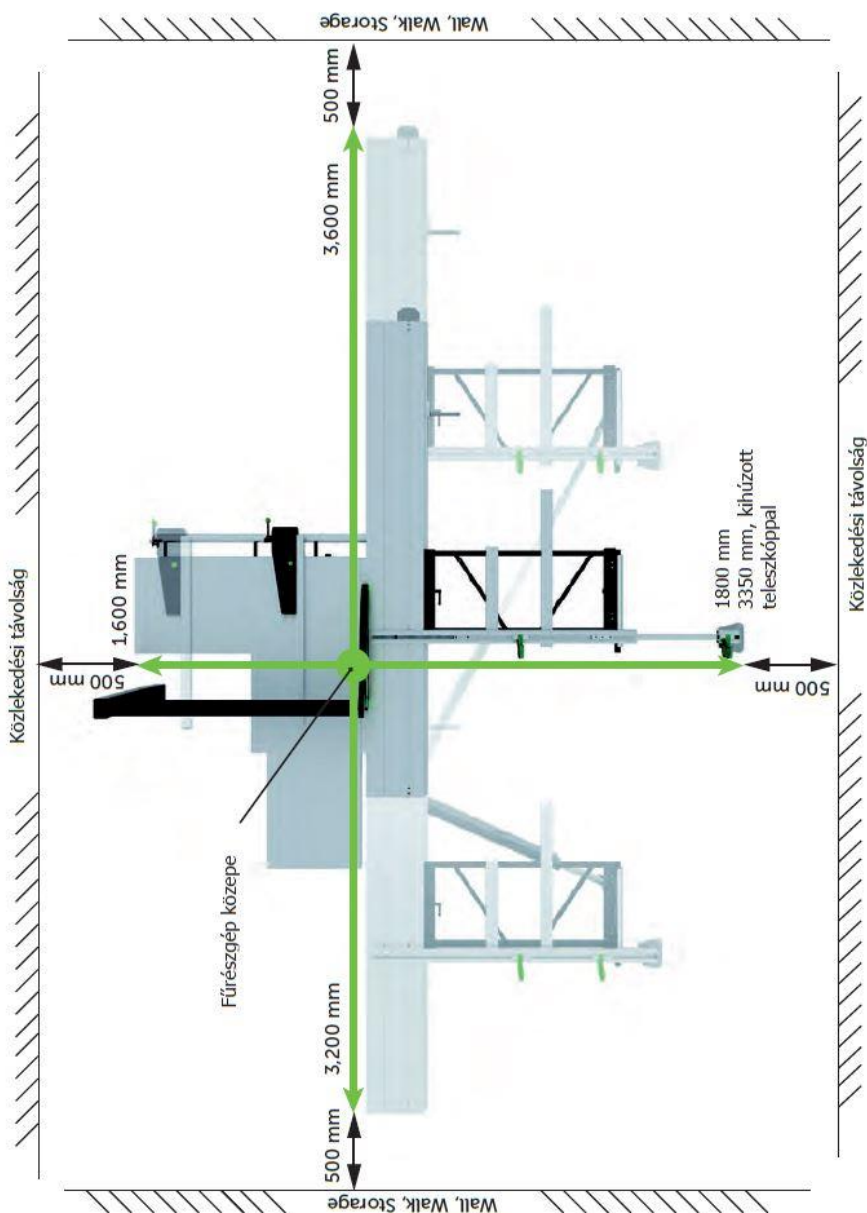 Wall, Walk, Storage
500 mm
3,600 mm
Közlekedési távolság
1,600 mm
500 mm
1800 mm
3350 mm, kihúzott
teleszkóppal
500 mm
Közlekedési távolság
Fűrészgép közepe
3,200 mm
500 mm
Wall, Walk, Storage